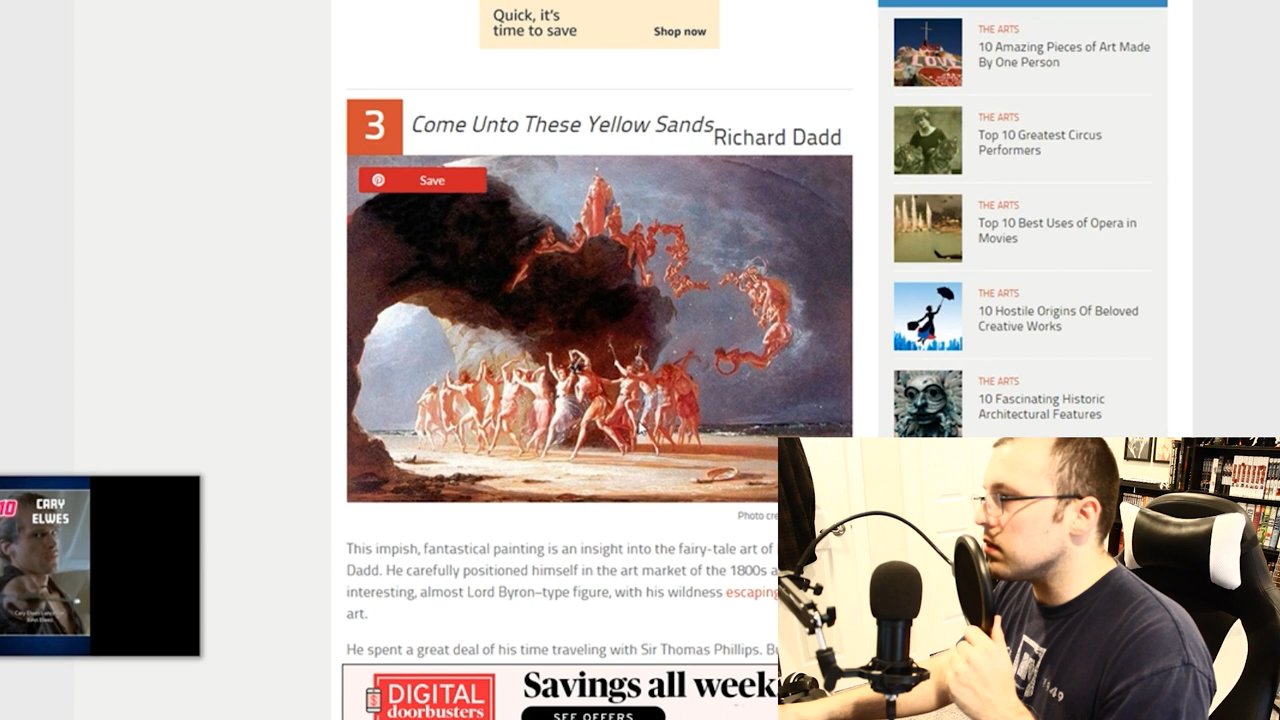 Quick, it's
time to save
Shop now
3
Come Unto These Yellow Sands
Richard Dadd
Save
Photo cre
This impish, fantastical painting is an insight into the fairy-tale art of
Dadd. He carefully positioned himself in the art market of the 1800s a
interesting, almost Lord Byron–type figure, with his wildness escaping
art.
He spent a great deal of his time traveling with Sir Thomas Phillips. Bu
DIGITAL
doorbusters
Savings all week
SEE OFFERS
THE ARTS
10 Amazing Pieces of Art Made
By One Person
THE ARTS
Top 10 Greatest Circus
Performers
THE ARTS
Top 10 Best Uses of Opera in
Movies
THE ARTS
10 Hostile Origins Of Beloved
Creative Works
THE ARTS
10 Fascinating Historic
Architectural Features
10
CARY
ELWES